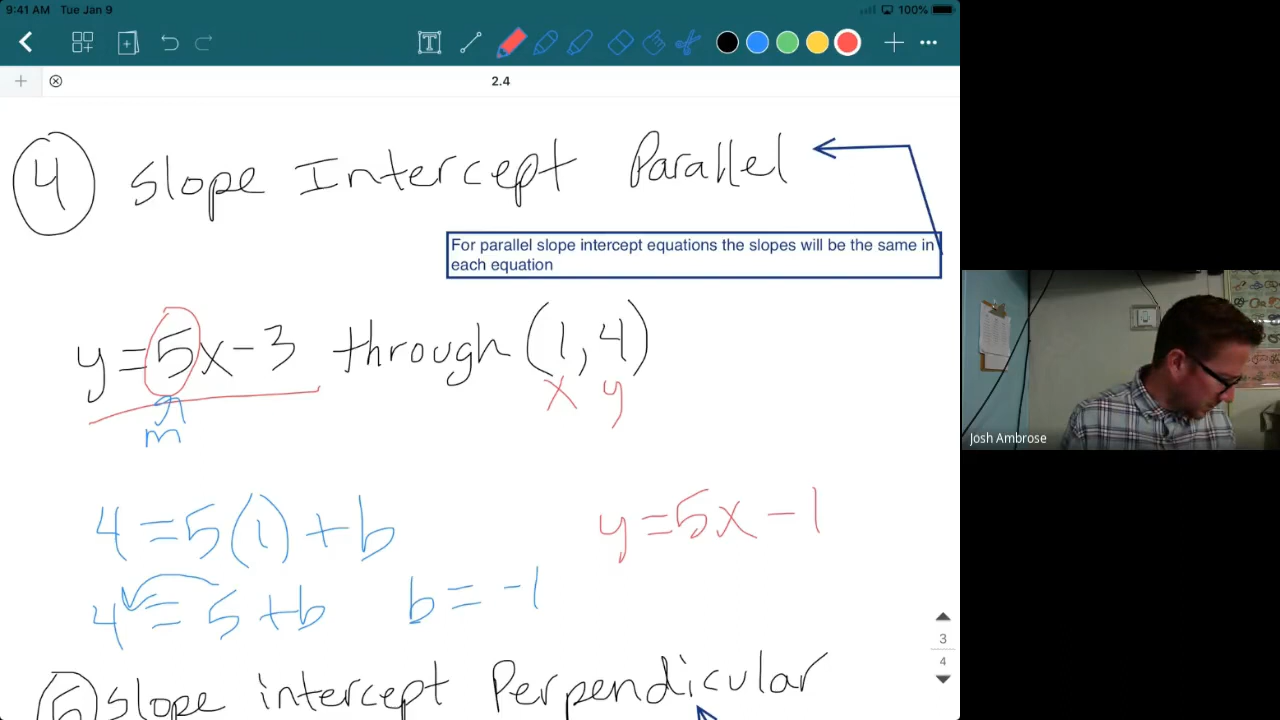 9:41 AM Tue Jan 9
100%
T
2.4
4 Slope Intercept Parallel
For parallel slope intercept equations the slopes will be the same in
each equation
y=5x-3 through (1,4)
x y
m
4=5(1)+b
y=5x-1
4=5+b b=-1
Slope intercept Perpendicular
3
4
Josh Ambrose